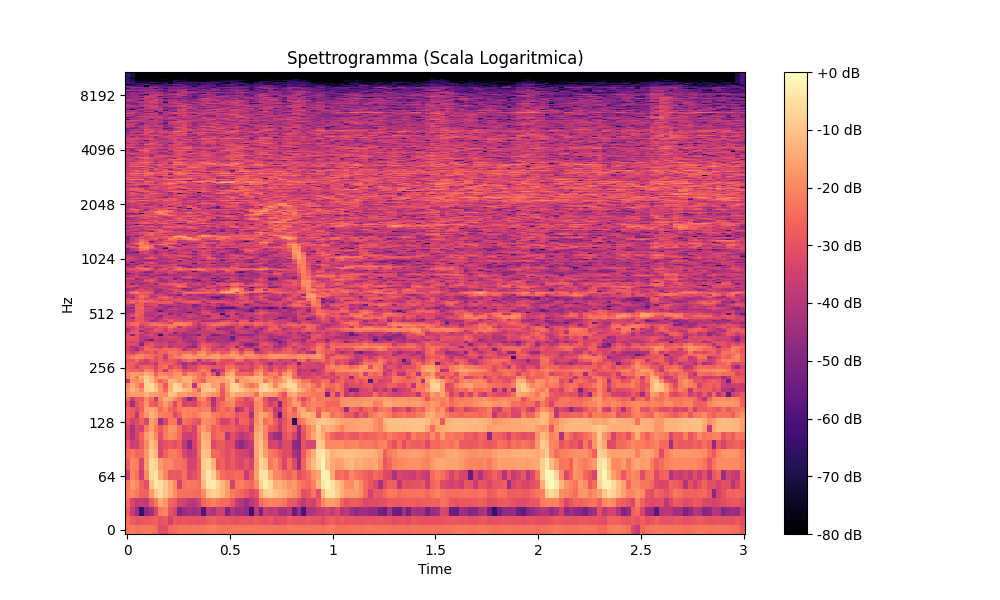 Spettrogramma (Scala Logaritmica)
Hz
8192
4096
2048
1024
512
256
128
64
0
0
0.5
1
1.5
2
2.5
3
Time
+0 dB
-10 dB
-20 dB
-30 dB
-40 dB
-50 dB
-60 dB
-70 dB
-80 dB